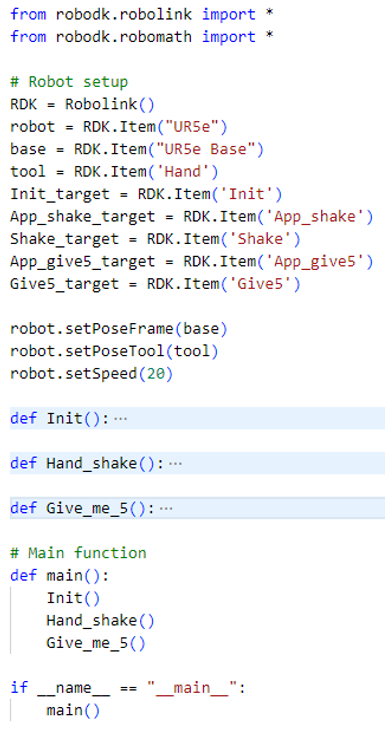 from robodk.robolink import *
from robodk.robomath import *

# Robot setup
RDK = Robolink()
robot = RDK.Item("UR5e")
base = RDK.Item("UR5e Base")
tool = RDK.Item('Hand')
Init_target = RDK.Item('Init')
App_shake_target = RDK.Item('App_shake')
Shake_target = RDK.Item('Shake')
App_give5_target = RDK.Item('App_give5')
Give5_target = RDK.Item('Give5')

robot.setPoseFrame(base)
robot.setPoseTool(tool)
robot.setSpeed(20)

def Init():···

def Hand_shake():···

def Give_me_5():···

# Main function
def main():
    Init()
    Hand_shake()
    Give_me_5()

if __name__ == "__main__":
    main()